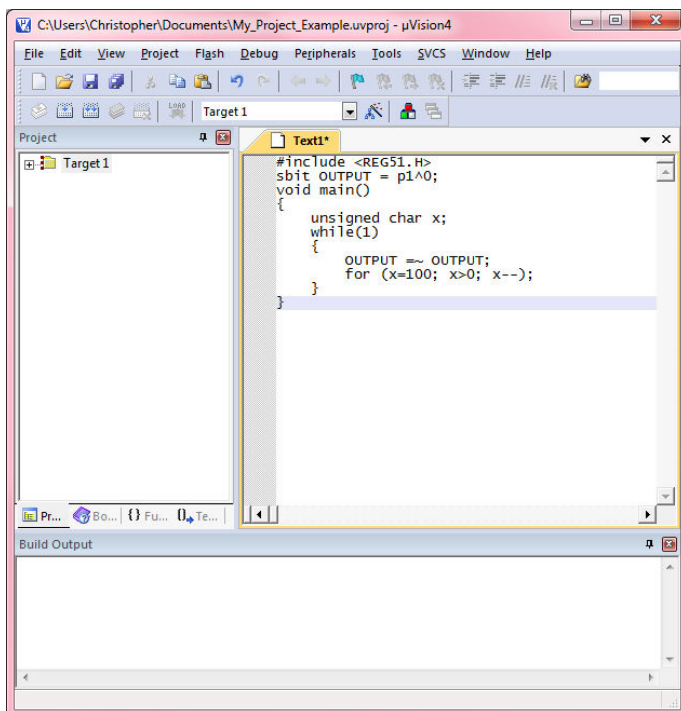 C:\Users\Christopher\Documents\My_Project_Example.uvproj - µVision4
File Edit View Project Flash Debug Peripherals Tools SVCS Window Help
LOAD Target 1
Project
Text1*
Target 1
#include <REG51.H>
sbit OUTPUT = p1^0;
void main()
{
unsigned char x;
while(1)
{
OUTPUT =~ OUTPUT;
for (x=100; x>0; x--);
}
}
Pr... Bo... {} Fu... 0 Te...
Build Output